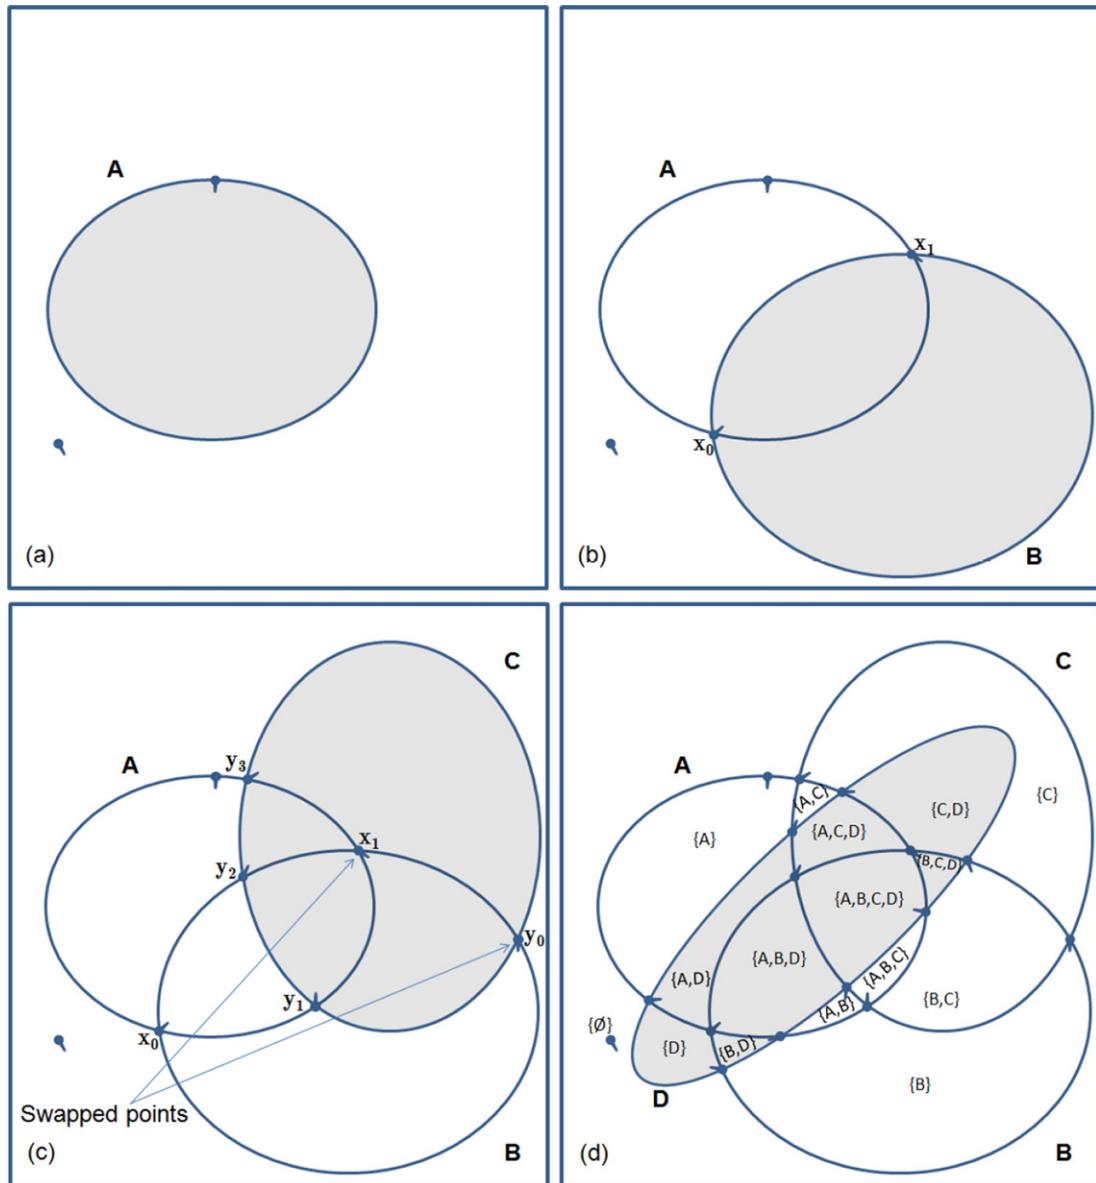 A
(a)
A
x₁
x₀
(b)
B
C
A
y₃
x₁
y₂
y₀
y₁
x₀
Swapped points
(c)
B
C
A
{A,C}
{C}
{A}
{A,C,D}
{C,D}
{B,C,D}
{A,B,C,D}
{A,B,D}
{A,D}
{A,B,C}
{A,B}
{B,C}
{Ø}
{D}
{B,D}
{B}
D
(d)
B